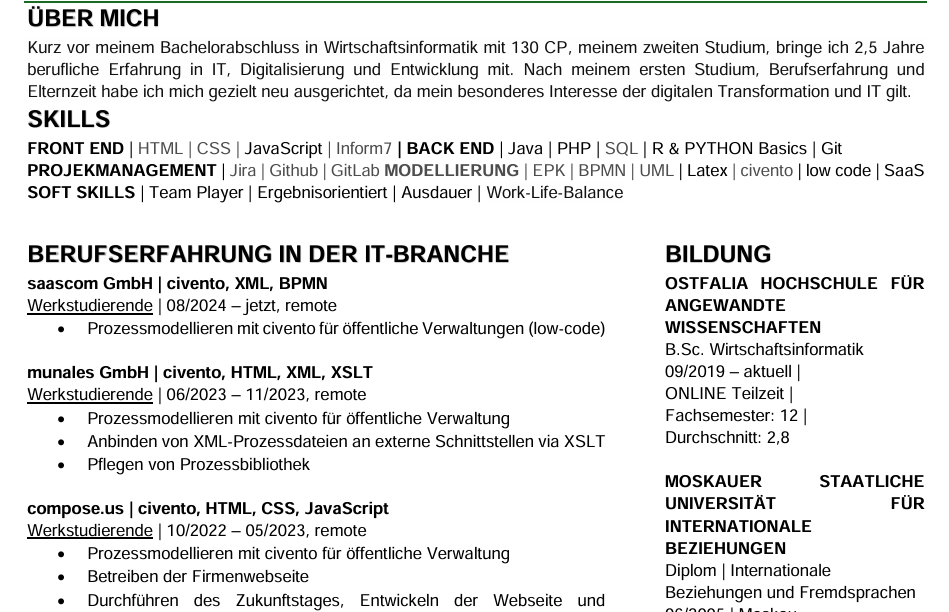 ÜBER MICH
Kurz vor meinem Bachelorabschluss in Wirtschaftsinformatik mit 130 CP, meinem zweiten Studium, bringe ich 2,5 Jahre
berufliche Erfahrung in IT, Digitalisierung und Entwicklung mit. Nach meinem ersten Studium, Berufserfahrung und
Elternzeit habe ich mich gezielt neu ausgerichtet, da mein besonderes Interesse der digitalen Transformation und IT gilt.
SKILLS
FRONT END | HTML | CSS | JavaScript | Inform7 | BACK END | Java | PHP | SQL | R & PYTHON Basics | Git
PROJEKMANAGEMENT | Jira | Github | GitLab MODELLIERUNG | EPK | BPMN | UML | Latex | civento | low code | SaaS
SOFT SKILLS | Team Player | Ergebnisorientiert | Ausdauer | Work-Life-Balance
BERUFSERFAHRUNG IN DER IT-BRANCHE
saascom GmbH | civento, XML, BPMN
Werkstudierende | 08/2024 – jetzt, remote
• Prozessmodellieren mit civento für öffentliche Verwaltungen (low-code)
munales GmbH | civento, HTML, XML, XSLT
Werkstudierende | 06/2023 – 11/2023, remote
• Prozessmodellieren mit civento für öffentliche Verwaltung
• Anbinden von XML-Prozessdateien an externe Schnittstellen via XSLT
• Pflegen von Prozessbibliothek
compose.us | civento, HTML, CSS, JavaScript
Werkstudierende | 10/2022 – 05/2023, remote
• Prozessmodellieren mit civento für öffentliche Verwaltung
• Betreiben der Firmenwebseite
• Durchführen des Zukunftstages, Entwickeln der Webseite und
BILDUNG
OSTFALIA HOCHSCHULE FÜR
ANGEWANDTE
WISSENSCHAFTEN
B.Sc. Wirtschaftsinformatik
09/2019 – aktuell |
ONLINE Teilzeit |
Fachsemester: 12 |
Durchschnitt: 2,8
MOSKAUER STAATLICHE
UNIVERSITÄT FÜR
INTERNATIONALE
BEZIEHUNGEN
Diplom | Internationale
Beziehungen und Fremdsprachen
06/2005 | Moskau